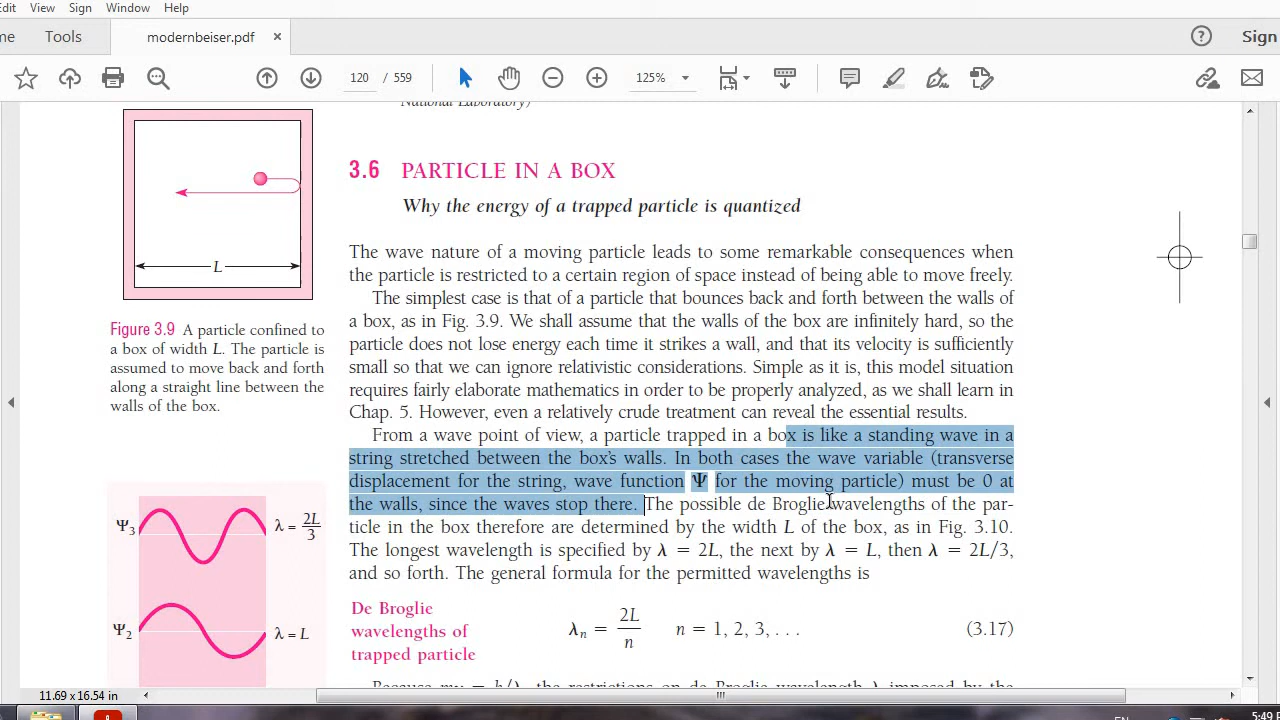 Edit View Sign Window Help
me Tools modernbeiser.pdf × ? Sign
120 / 559 125%
National Laboratory)
3.6 PARTICLE IN A BOX
Why the energy of a trapped particle is quantized
The wave nature of a moving particle leads to some remarkable consequences when
the particle is restricted to a certain region of space instead of being able to move freely.
The simplest case is that of a particle that bounces back and forth between the walls of
a box, as in Fig. 3.9. We shall assume that the walls of the box are infinitely hard, so the
particle does not lose energy each time it strikes a wall, and that its velocity is sufficiently
small so that we can ignore relativistic considerations. Simple as it is, this model situation
requires fairly elaborate mathematics in order to be properly analyzed, as we shall learn in
Chap. 5. However, even a relatively crude treatment can reveal the essential results.
From a wave point of view, a particle trapped in a box is like a standing wave in a
string stretched between the box's walls. In both cases the wave variable (transverse
displacement for the string, wave function Ψ for the moving particle) must be 0 at
the walls, since the waves stop there. The possible de Broglie wavelengths of the par-
ticle in the box therefore are determined by the width L of the box, as in Fig. 3.10.
The longest wavelength is specified by λ = 2L, the next by λ = L, then λ = 2L/3,
and so forth. The general formula for the permitted wavelengths is
De Broglie
wavelengths of
trapped particle
λn = 2L/n n = 1, 2, 3, . . . (3.17)
Because mv = h/λ, the restrictions on de Broglie wavelength λ imposed by the
L
Figure 3.9 A particle confined to
a box of width L. The particle is
assumed to move back and forth
along a straight line between the
walls of the box.
Ψ3 λ = 2L/3
Ψ2 λ = L
11.69 x 16.54 in